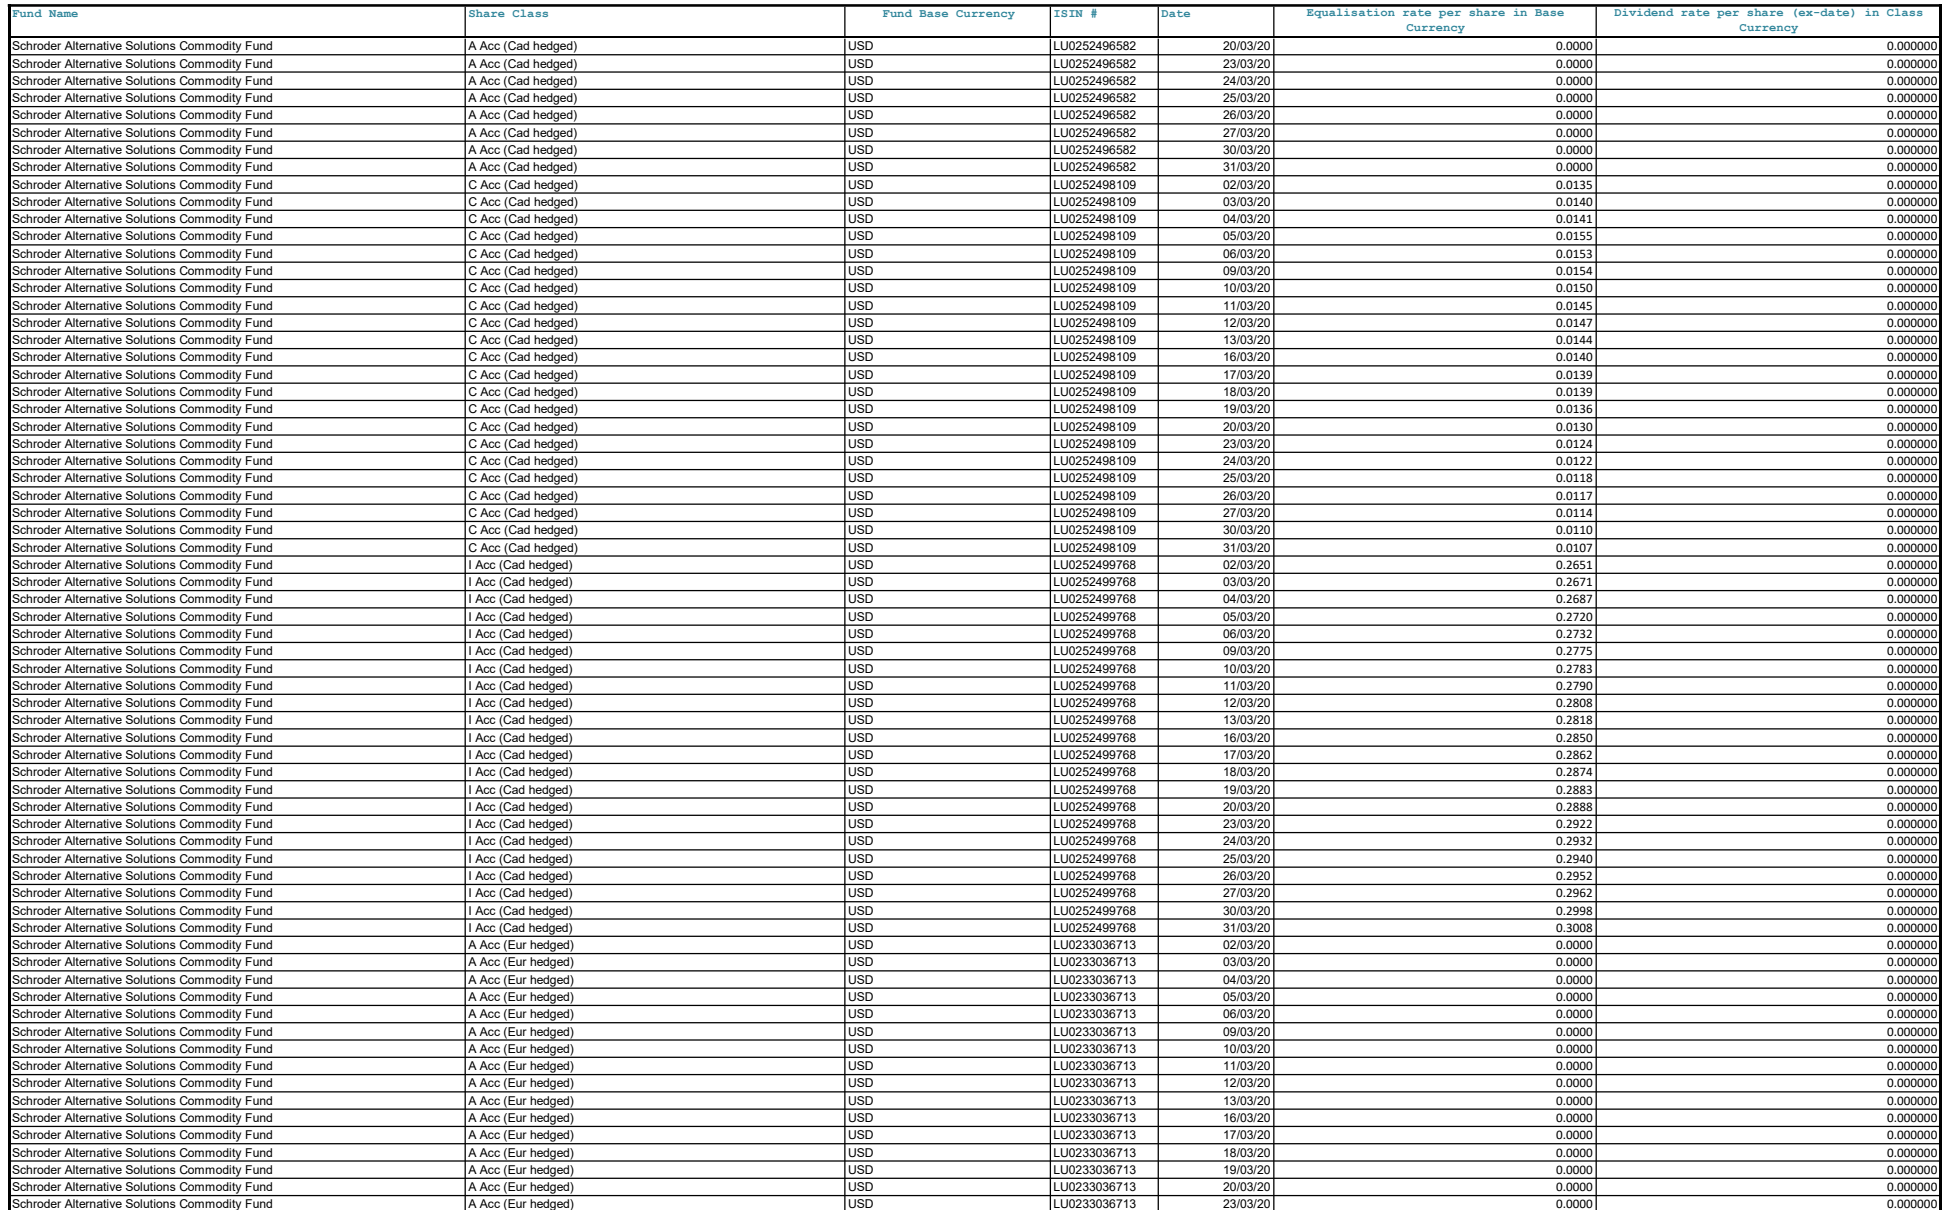 Fund Name Share Class Fund Base Currency ISIN # Date Equalisation rate per share in Base Currency Dividend rate per share (ex-date) in Class Currency
Schroder Alternative Solutions Commodity Fund A Acc (Cad hedged) USD LU0252496582 20/03/20 0.0000 0.000000
Schroder Alternative Solutions Commodity Fund A Acc (Cad hedged) USD LU0252496582 23/03/20 0.0000 0.000000
Schroder Alternative Solutions Commodity Fund A Acc (Cad hedged) USD LU0252496582 24/03/20 0.0000 0.000000
Schroder Alternative Solutions Commodity Fund A Acc (Cad hedged) USD LU0252496582 25/03/20 0.0000 0.000000
Schroder Alternative Solutions Commodity Fund A Acc (Cad hedged) USD LU0252496582 26/03/20 0.0000 0.000000
Schroder Alternative Solutions Commodity Fund A Acc (Cad hedged) USD LU0252496582 27/03/20 0.0000 0.000000
Schroder Alternative Solutions Commodity Fund A Acc (Cad hedged) USD LU0252496582 30/03/20 0.0000 0.000000
Schroder Alternative Solutions Commodity Fund A Acc (Cad hedged) USD LU0252496582 31/03/20 0.0000 0.000000
Schroder Alternative Solutions Commodity Fund C Acc (Cad hedged) USD LU0252498109 02/03/20 0.0135 0.000000
Schroder Alternative Solutions Commodity Fund C Acc (Cad hedged) USD LU0252498109 03/03/20 0.0140 0.000000
Schroder Alternative Solutions Commodity Fund C Acc (Cad hedged) USD LU0252498109 04/03/20 0.0141 0.000000
Schroder Alternative Solutions Commodity Fund C Acc (Cad hedged) USD LU0252498109 05/03/20 0.0155 0.000000
Schroder Alternative Solutions Commodity Fund C Acc (Cad hedged) USD LU0252498109 06/03/20 0.0153 0.000000
Schroder Alternative Solutions Commodity Fund C Acc (Cad hedged) USD LU0252498109 09/03/20 0.0154 0.000000
Schroder Alternative Solutions Commodity Fund C Acc (Cad hedged) USD LU0252498109 10/03/20 0.0150 0.000000
Schroder Alternative Solutions Commodity Fund C Acc (Cad hedged) USD LU0252498109 11/03/20 0.0145 0.000000
Schroder Alternative Solutions Commodity Fund C Acc (Cad hedged) USD LU0252498109 12/03/20 0.0147 0.000000
Schroder Alternative Solutions Commodity Fund C Acc (Cad hedged) USD LU0252498109 13/03/20 0.0144 0.000000
Schroder Alternative Solutions Commodity Fund C Acc (Cad hedged) USD LU0252498109 16/03/20 0.0140 0.000000
Schroder Alternative Solutions Commodity Fund C Acc (Cad hedged) USD LU0252498109 17/03/20 0.0139 0.000000
Schroder Alternative Solutions Commodity Fund C Acc (Cad hedged) USD LU0252498109 18/03/20 0.0139 0.000000
Schroder Alternative Solutions Commodity Fund C Acc (Cad hedged) USD LU0252498109 19/03/20 0.0136 0.000000
Schroder Alternative Solutions Commodity Fund C Acc (Cad hedged) USD LU0252498109 20/03/20 0.0130 0.000000
Schroder Alternative Solutions Commodity Fund C Acc (Cad hedged) USD LU0252498109 23/03/20 0.0124 0.000000
Schroder Alternative Solutions Commodity Fund C Acc (Cad hedged) USD LU0252498109 24/03/20 0.0122 0.000000
Schroder Alternative Solutions Commodity Fund C Acc (Cad hedged) USD LU0252498109 25/03/20 0.0118 0.000000
Schroder Alternative Solutions Commodity Fund C Acc (Cad hedged) USD LU0252498109 26/03/20 0.0117 0.000000
Schroder Alternative Solutions Commodity Fund C Acc (Cad hedged) USD LU0252498109 27/03/20 0.0114 0.000000
Schroder Alternative Solutions Commodity Fund C Acc (Cad hedged) USD LU0252498109 30/03/20 0.0110 0.000000
Schroder Alternative Solutions Commodity Fund C Acc (Cad hedged) USD LU0252498109 31/03/20 0.0107 0.000000
Schroder Alternative Solutions Commodity Fund I Acc (Cad hedged) USD LU0252499768 02/03/20 0.2651 0.000000
Schroder Alternative Solutions Commodity Fund I Acc (Cad hedged) USD LU0252499768 03/03/20 0.2671 0.000000
Schroder Alternative Solutions Commodity Fund I Acc (Cad hedged) USD LU0252499768 04/03/20 0.2687 0.000000
Schroder Alternative Solutions Commodity Fund I Acc (Cad hedged) USD LU0252499768 05/03/20 0.2720 0.000000
Schroder Alternative Solutions Commodity Fund I Acc (Cad hedged) USD LU0252499768 06/03/20 0.2732 0.000000
Schroder Alternative Solutions Commodity Fund I Acc (Cad hedged) USD LU0252499768 09/03/20 0.2775 0.000000
Schroder Alternative Solutions Commodity Fund I Acc (Cad hedged) USD LU0252499768 10/03/20 0.2783 0.000000
Schroder Alternative Solutions Commodity Fund I Acc (Cad hedged) USD LU0252499768 11/03/20 0.2790 0.000000
Schroder Alternative Solutions Commodity Fund I Acc (Cad hedged) USD LU0252499768 12/03/20 0.2808 0.000000
Schroder Alternative Solutions Commodity Fund I Acc (Cad hedged) USD LU0252499768 13/03/20 0.2818 0.000000
Schroder Alternative Solutions Commodity Fund I Acc (Cad hedged) USD LU0252499768 16/03/20 0.2850 0.000000
Schroder Alternative Solutions Commodity Fund I Acc (Cad hedged) USD LU0252499768 17/03/20 0.2862 0.000000
Schroder Alternative Solutions Commodity Fund I Acc (Cad hedged) USD LU0252499768 18/03/20 0.2874 0.000000
Schroder Alternative Solutions Commodity Fund I Acc (Cad hedged) USD LU0252499768 19/03/20 0.2883 0.000000
Schroder Alternative Solutions Commodity Fund I Acc (Cad hedged) USD LU0252499768 20/03/20 0.2888 0.000000
Schroder Alternative Solutions Commodity Fund I Acc (Cad hedged) USD LU0252499768 23/03/20 0.2922 0.000000
Schroder Alternative Solutions Commodity Fund I Acc (Cad hedged) USD LU0252499768 24/03/20 0.2932 0.000000
Schroder Alternative Solutions Commodity Fund I Acc (Cad hedged) USD LU0252499768 25/03/20 0.2940 0.000000
Schroder Alternative Solutions Commodity Fund I Acc (Cad hedged) USD LU0252499768 26/03/20 0.2952 0.000000
Schroder Alternative Solutions Commodity Fund I Acc (Cad hedged) USD LU0252499768 27/03/20 0.2962 0.000000
Schroder Alternative Solutions Commodity Fund I Acc (Cad hedged) USD LU0252499768 30/03/20 0.2998 0.000000
Schroder Alternative Solutions Commodity Fund I Acc (Cad hedged) USD LU0252499768 31/03/20 0.3008 0.000000
Schroder Alternative Solutions Commodity Fund A Acc (Eur hedged) USD LU0233036713 02/03/20 0.0000 0.000000
Schroder Alternative Solutions Commodity Fund A Acc (Eur hedged) USD LU0233036713 03/03/20 0.0000 0.000000
Schroder Alternative Solutions Commodity Fund A Acc (Eur hedged) USD LU0233036713 04/03/20 0.0000 0.000000
Schroder Alternative Solutions Commodity Fund A Acc (Eur hedged) USD LU0233036713 05/03/20 0.0000 0.000000
Schroder Alternative Solutions Commodity Fund A Acc (Eur hedged) USD LU0233036713 06/03/20 0.0000 0.000000
Schroder Alternative Solutions Commodity Fund A Acc (Eur hedged) USD LU0233036713 09/03/20 0.0000 0.000000
Schroder Alternative Solutions Commodity Fund A Acc (Eur hedged) USD LU0233036713 10/03/20 0.0000 0.000000
Schroder Alternative Solutions Commodity Fund A Acc (Eur hedged) USD LU0233036713 11/03/20 0.0000 0.000000
Schroder Alternative Solutions Commodity Fund A Acc (Eur hedged) USD LU0233036713 12/03/20 0.0000 0.000000
Schroder Alternative Solutions Commodity Fund A Acc (Eur hedged) USD LU0233036713 13/03/20 0.0000 0.000000
Schroder Alternative Solutions Commodity Fund A Acc (Eur hedged) USD LU0233036713 16/03/20 0.0000 0.000000
Schroder Alternative Solutions Commodity Fund A Acc (Eur hedged) USD LU0233036713 17/03/20 0.0000 0.000000
Schroder Alternative Solutions Commodity Fund A Acc (Eur hedged) USD LU0233036713 18/03/20 0.0000 0.000000
Schroder Alternative Solutions Commodity Fund A Acc (Eur hedged) USD LU0233036713 19/03/20 0.0000 0.000000
Schroder Alternative Solutions Commodity Fund A Acc (Eur hedged) USD LU0233036713 20/03/20 0.0000 0.000000
Schroder Alternative Solutions Commodity Fund A Acc (Eur hedged) USD LU0233036713 23/03/20 0.0000 0.000000